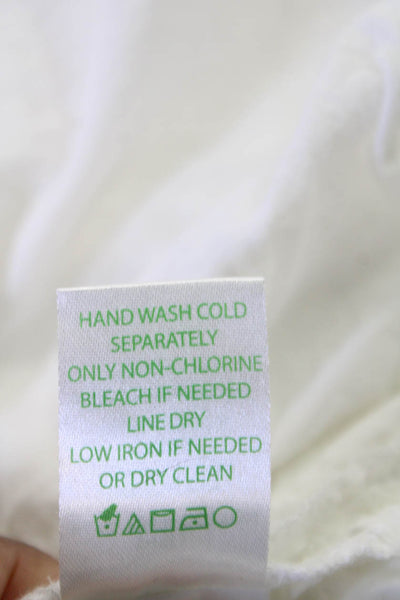 HAND WASH COLD
SEPARATELY
ONLY NON-CHLORINE
BLEACH IF NEEDED
LINE DRY
LOW IRON IF NEEDED
OR DRY CLEAN